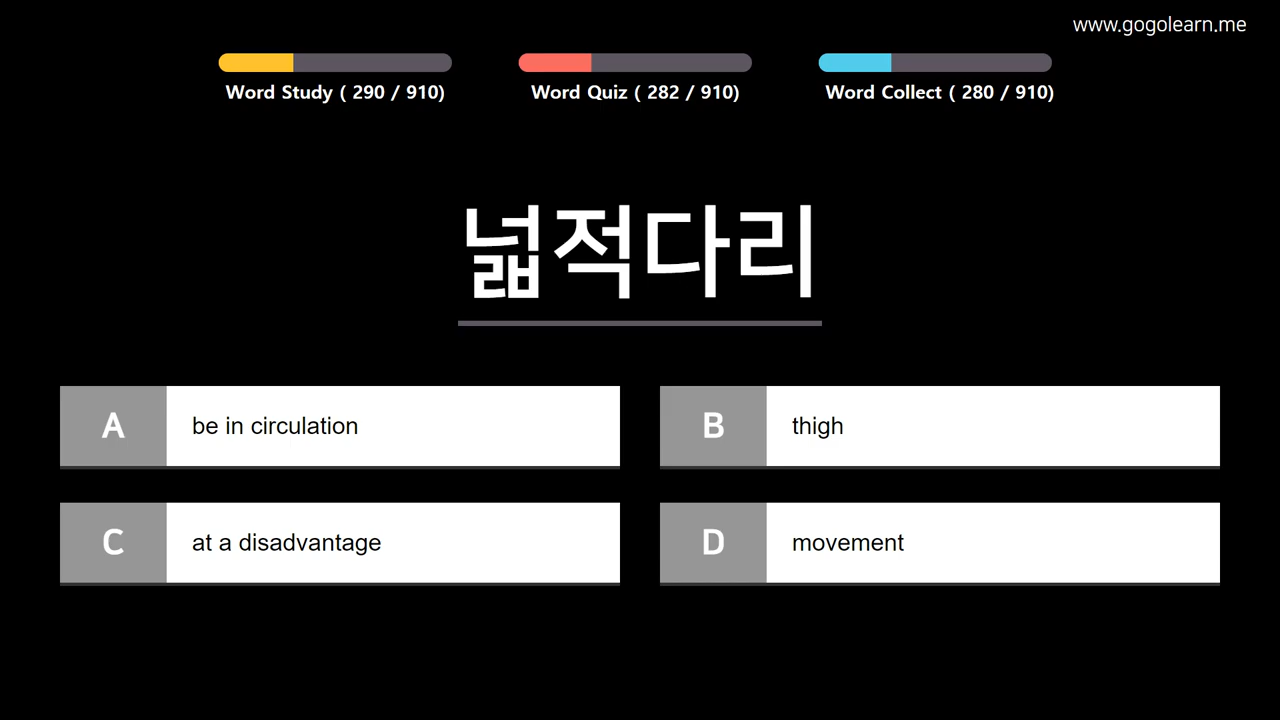 www.gogolearn.me
Word Study ( 290 / 910)
Word Quiz ( 282 / 910)
Word Collect ( 280 / 910)
넓적다리
A be in circulation
B thigh
C at a disadvantage
D movement